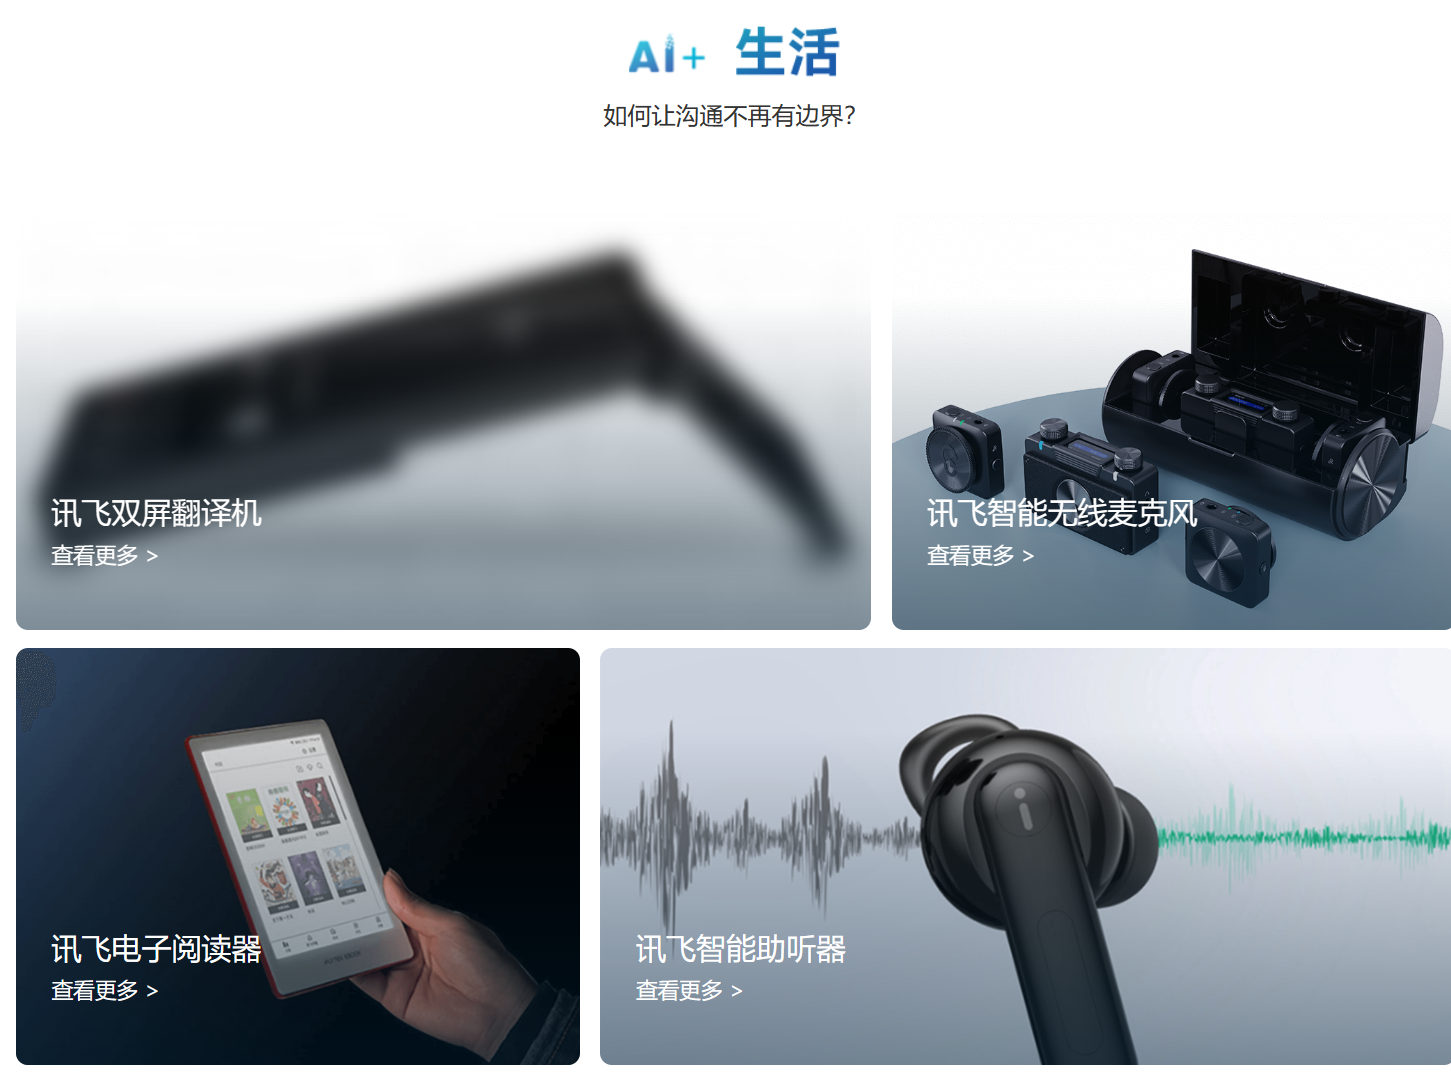 Ai+ 生活
如何让沟通不再有边界？
讯飞双屏翻译机
查看更多 >
讯飞智能无线麦克风
查看更多 >
讯飞电子阅读器
查看更多 >
讯飞智能助听器
查看更多 >